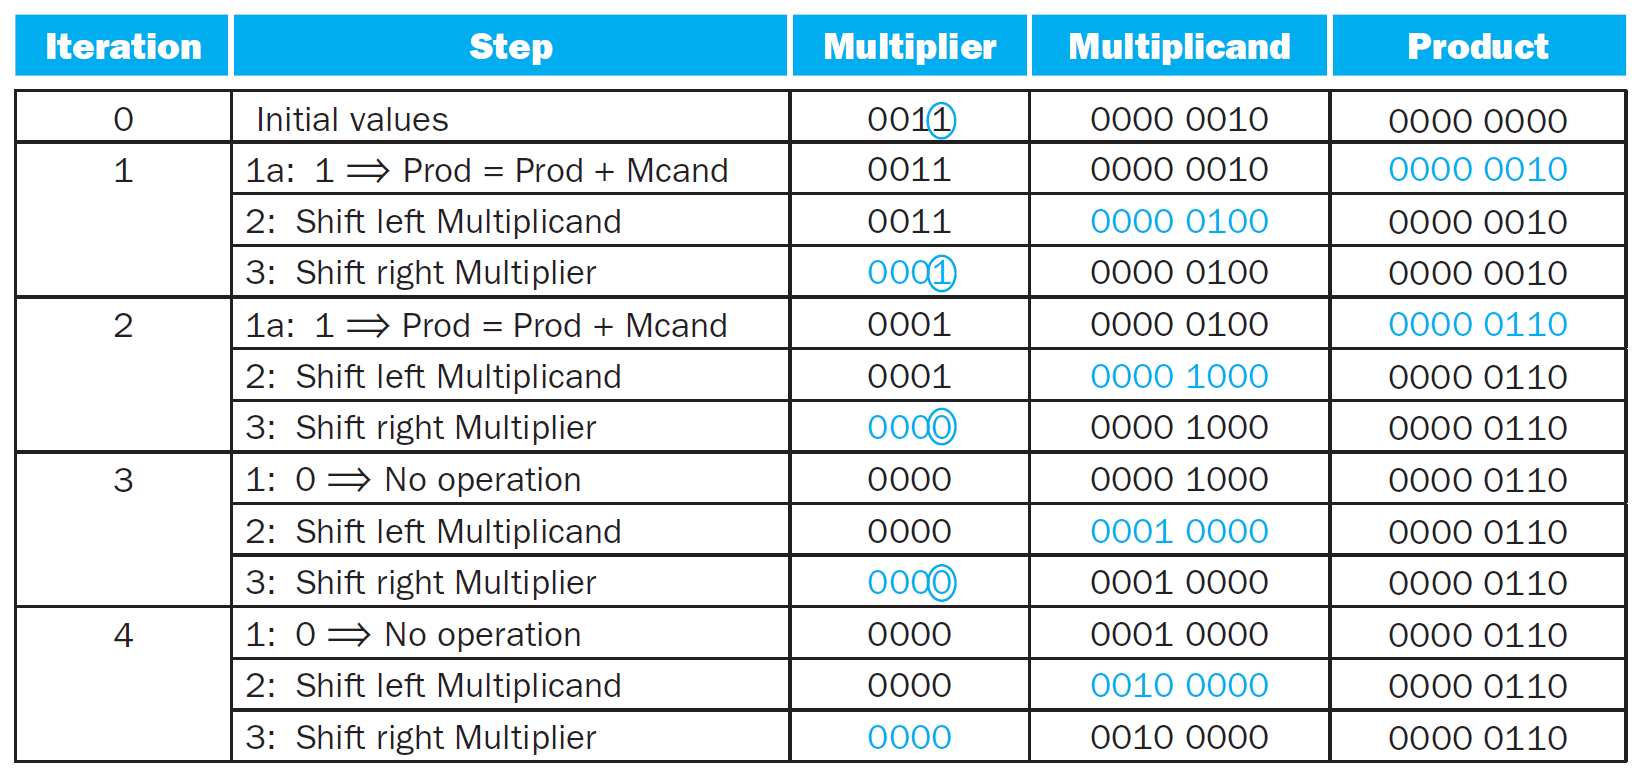 Iteration Step Multiplier Multiplicand Product
0 Initial values 0011 0000 0010 0000 0000
1 1a: 1 ⇒ Prod = Prod + Mcand 0011 0000 0010 0000 0010
2: Shift left Multiplicand 0011 0000 0100 0000 0010
3: Shift right Multiplier 0001 0000 0100 0000 0010
2 1a: 1 ⇒ Prod = Prod + Mcand 0001 0000 0100 0000 0110
2: Shift left Multiplicand 0001 0000 1000 0000 0110
3: Shift right Multiplier 0000 0000 1000 0000 0110
3 1: 0 ⇒ No operation 0000 0000 1000 0000 0110
2: Shift left Multiplicand 0000 0001 0000 0000 0110
3: Shift right Multiplier 0000 0001 0000 0000 0110
4 1: 0 ⇒ No operation 0000 0001 0000 0000 0110
2: Shift left Multiplicand 0000 0010 0000 0000 0110
3: Shift right Multiplier 0000 0010 0000 0000 0110